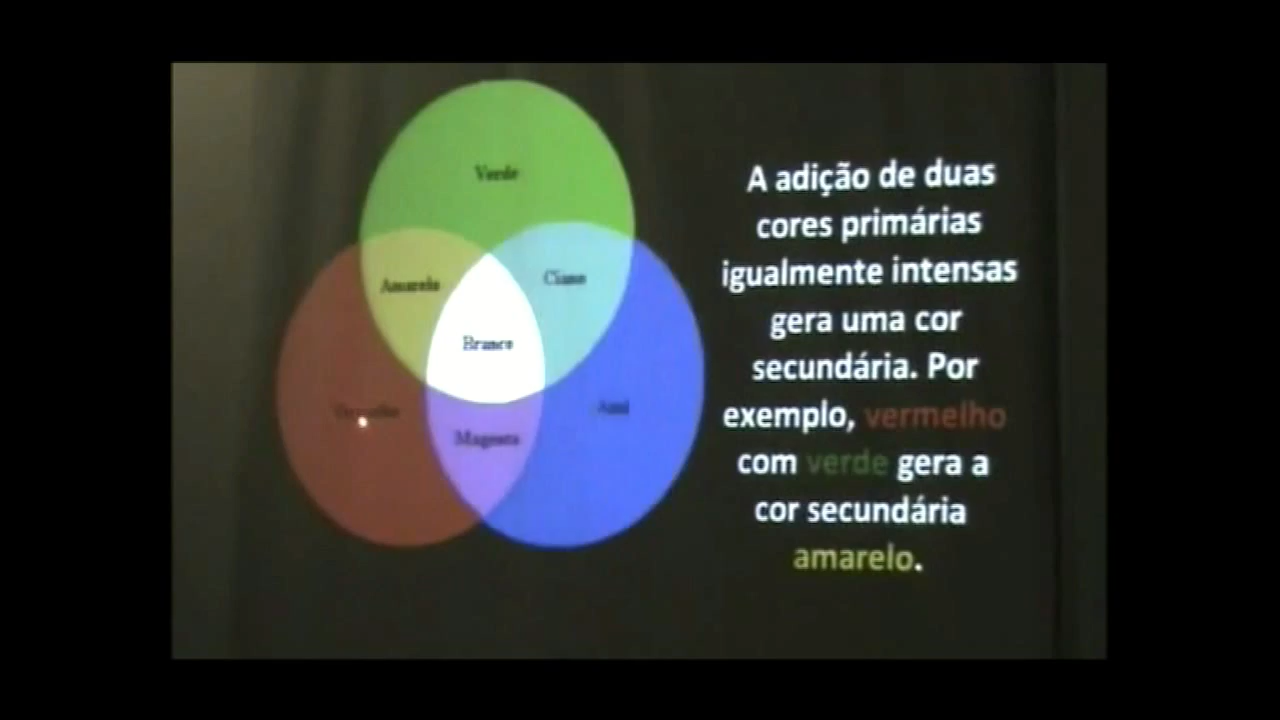 Verde
Amarelo
Ciano
Branco
Vermelho
Azul
Magenta
A adição de duas
cores primárias
igualmente intensas
gera uma cor
secundária. Por
exemplo, vermelho
com verde gera a
cor secundária
amarelo.